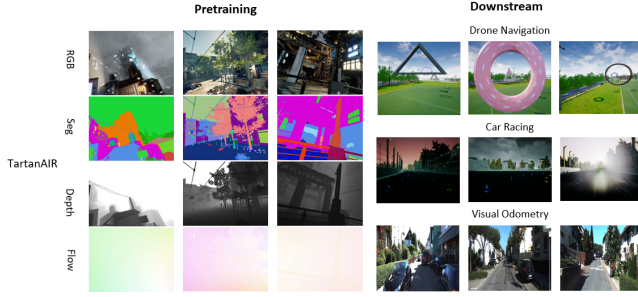 Pretraining
Downstream
TartanAIR
RGB
Seg
Depth
Flow
Drone Navigation
Car Racing
Visual Odometry